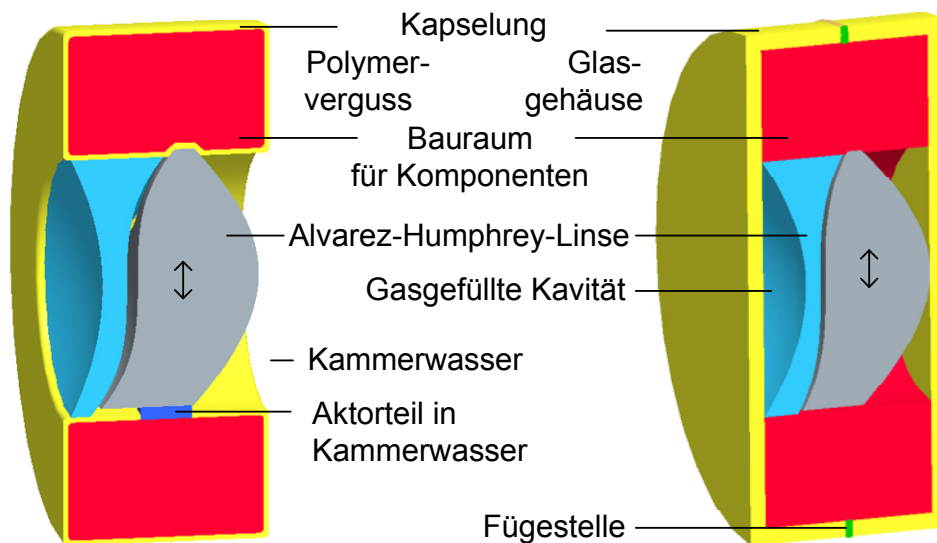 Kapselung
Polymer-
verguss
Glas-
gehäuse
Bauraum
für Komponenten
Alvarez-Humphrey-Linse
Gasgefüllte Kavität
Kammerwasser
Aktorteil in
Kammerwasser
Fügestelle